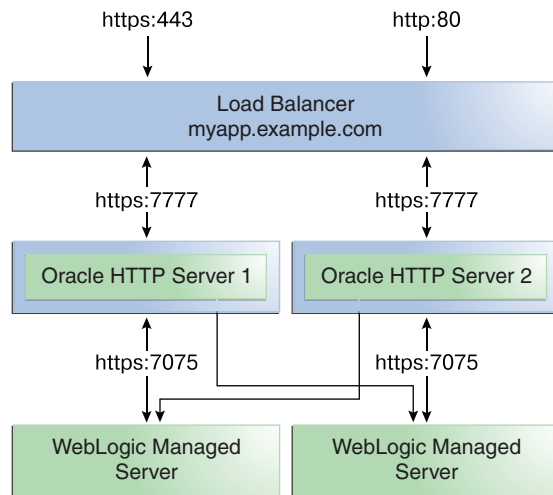 https:443
http:80
Load Balancer
myapp.example.com
https:7777
https:7777
Oracle HTTP Server 1
Oracle HTTP Server 2
https:7075
https:7075
WebLogic Managed
Server
WebLogic Managed
Server